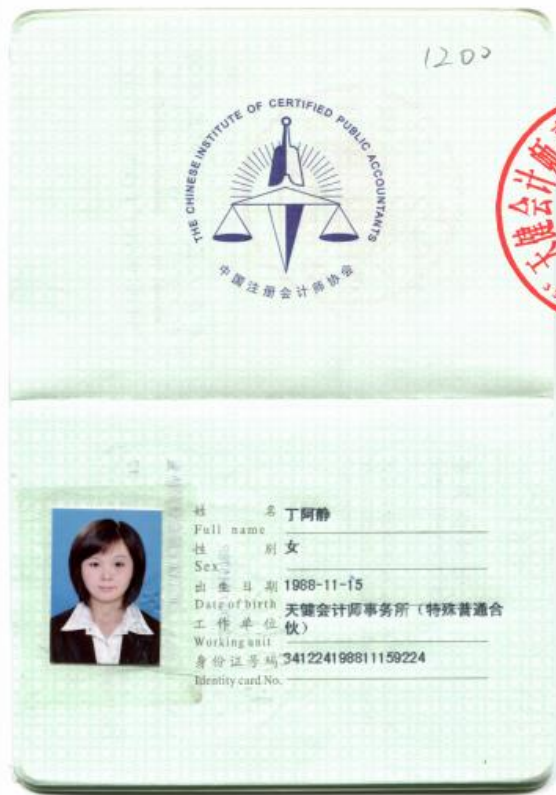 1200
THE CHINESE INSTITUTE OF CERTIFIED PUBLIC ACCOUNTANTS
中国注册会计师协会
天健会计师
姓 名 丁阿静
Full name
性 别 女
Sex
出生日期 1988-11-15
Date of birth
工作单位 天健会计师事务所（特殊普通合
伙）
Working unit
身份证号码 341224198811159224
Identity card No.